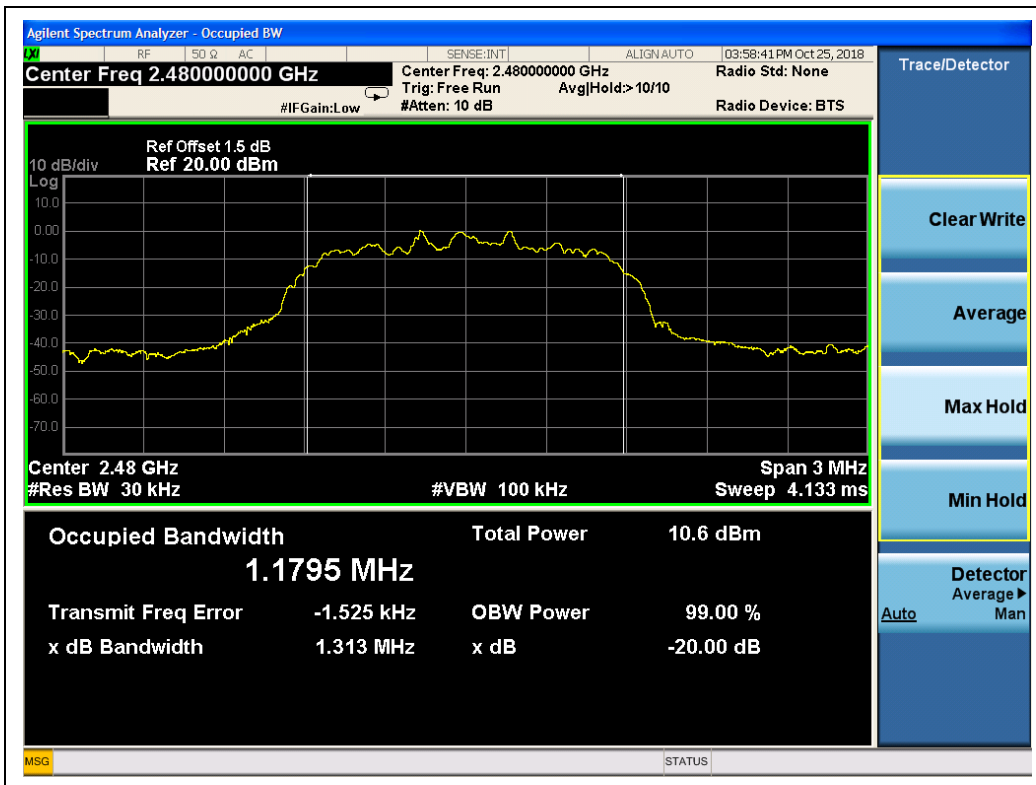 Agilent Spectrum Analyzer - Occupied BW
LXI RF 50 Ω AC SENSE:INT ALIGNAUTO 03:58:41 PM Oct 25, 2018
Center Freq 2.480000000 GHz
#IFGain:Low
Center Freq: 2.480000000 GHz
Trig: Free Run Avg|Hold:> 10/10
#Atten: 10 dB
Radio Std: None
Radio Device: BTS
Ref Offset 1.5 dB
10 dB/div Ref 20.00 dBm
Log
10.0
0.00
-10.0
-20.0
-30.0
-40.0
-50.0
-60.0
-70.0
Center 2.48 GHz Span 3 MHz
#Res BW 30 kHz #VBW 100 kHz Sweep 4.133 ms
Occupied Bandwidth Total Power 10.6 dBm
1.1795 MHz
Transmit Freq Error -1.525 kHz OBW Power 99.00 %
x dB Bandwidth 1.313 MHz x dB -20.00 dB
Trace/Detector
Clear Write
Average
Max Hold
Min Hold
Detector
Average▶
Auto Man
MSG STATUS